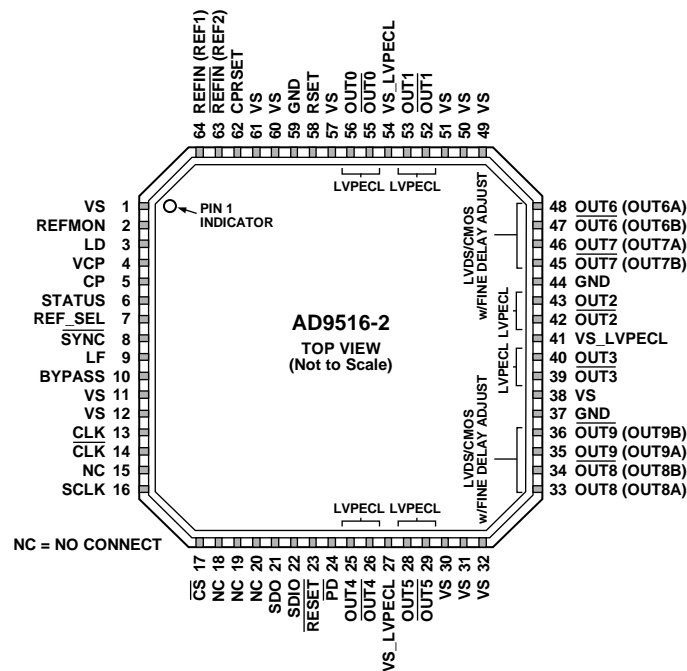 64 REFIN (REF1)
63 REFIN (REF2)
62 CPRSET
61 VS
60 VS
59 GND
58 RSET
57 VS
56 OUT0
55 OUT0
54 VS_LVPECL
53 OUT1
52 OUT1
51 VS
50 VS
49 VS
LVPECL LVPECL
VS 1
REFMON 2
LD 3
VCP 4
CP 5
STATUS 6
REF_SEL 7
SYNC 8
LF 9
BYPASS 10
VS 11
VS 12
CLK 13
CLK 14
NC 15
SCLK 16
PIN 1
INDICATOR
AD9516-2
TOP VIEW
(Not to Scale)
LVDS/CMOS
w/FINE DELAY ADJUST
LVPECL
LVPECL
LVDS/CMOS
w/FINE DELAY ADJUST
48 OUT6 (OUT6A)
47 OUT6 (OUT6B)
46 OUT7 (OUT7A)
45 OUT7 (OUT7B)
44 GND
43 OUT2
42 OUT2
41 VS_LVPECL
40 OUT3
39 OUT3
38 VS
37 GND
36 OUT9 (OUT9B)
35 OUT9 (OUT9A)
34 OUT8 (OUT8B)
33 OUT8 (OUT8A)
LVPECL LVPECL
NC = NO CONNECT
CS 17
NC 18
NC 19
NC 20
SDO 21
SDIO 22
RESET 23
PD 24
OUT4 25
OUT4 26
VS_LVPECL 27
OUT5 28
OUT5 29
VS 30
VS 31
VS 32